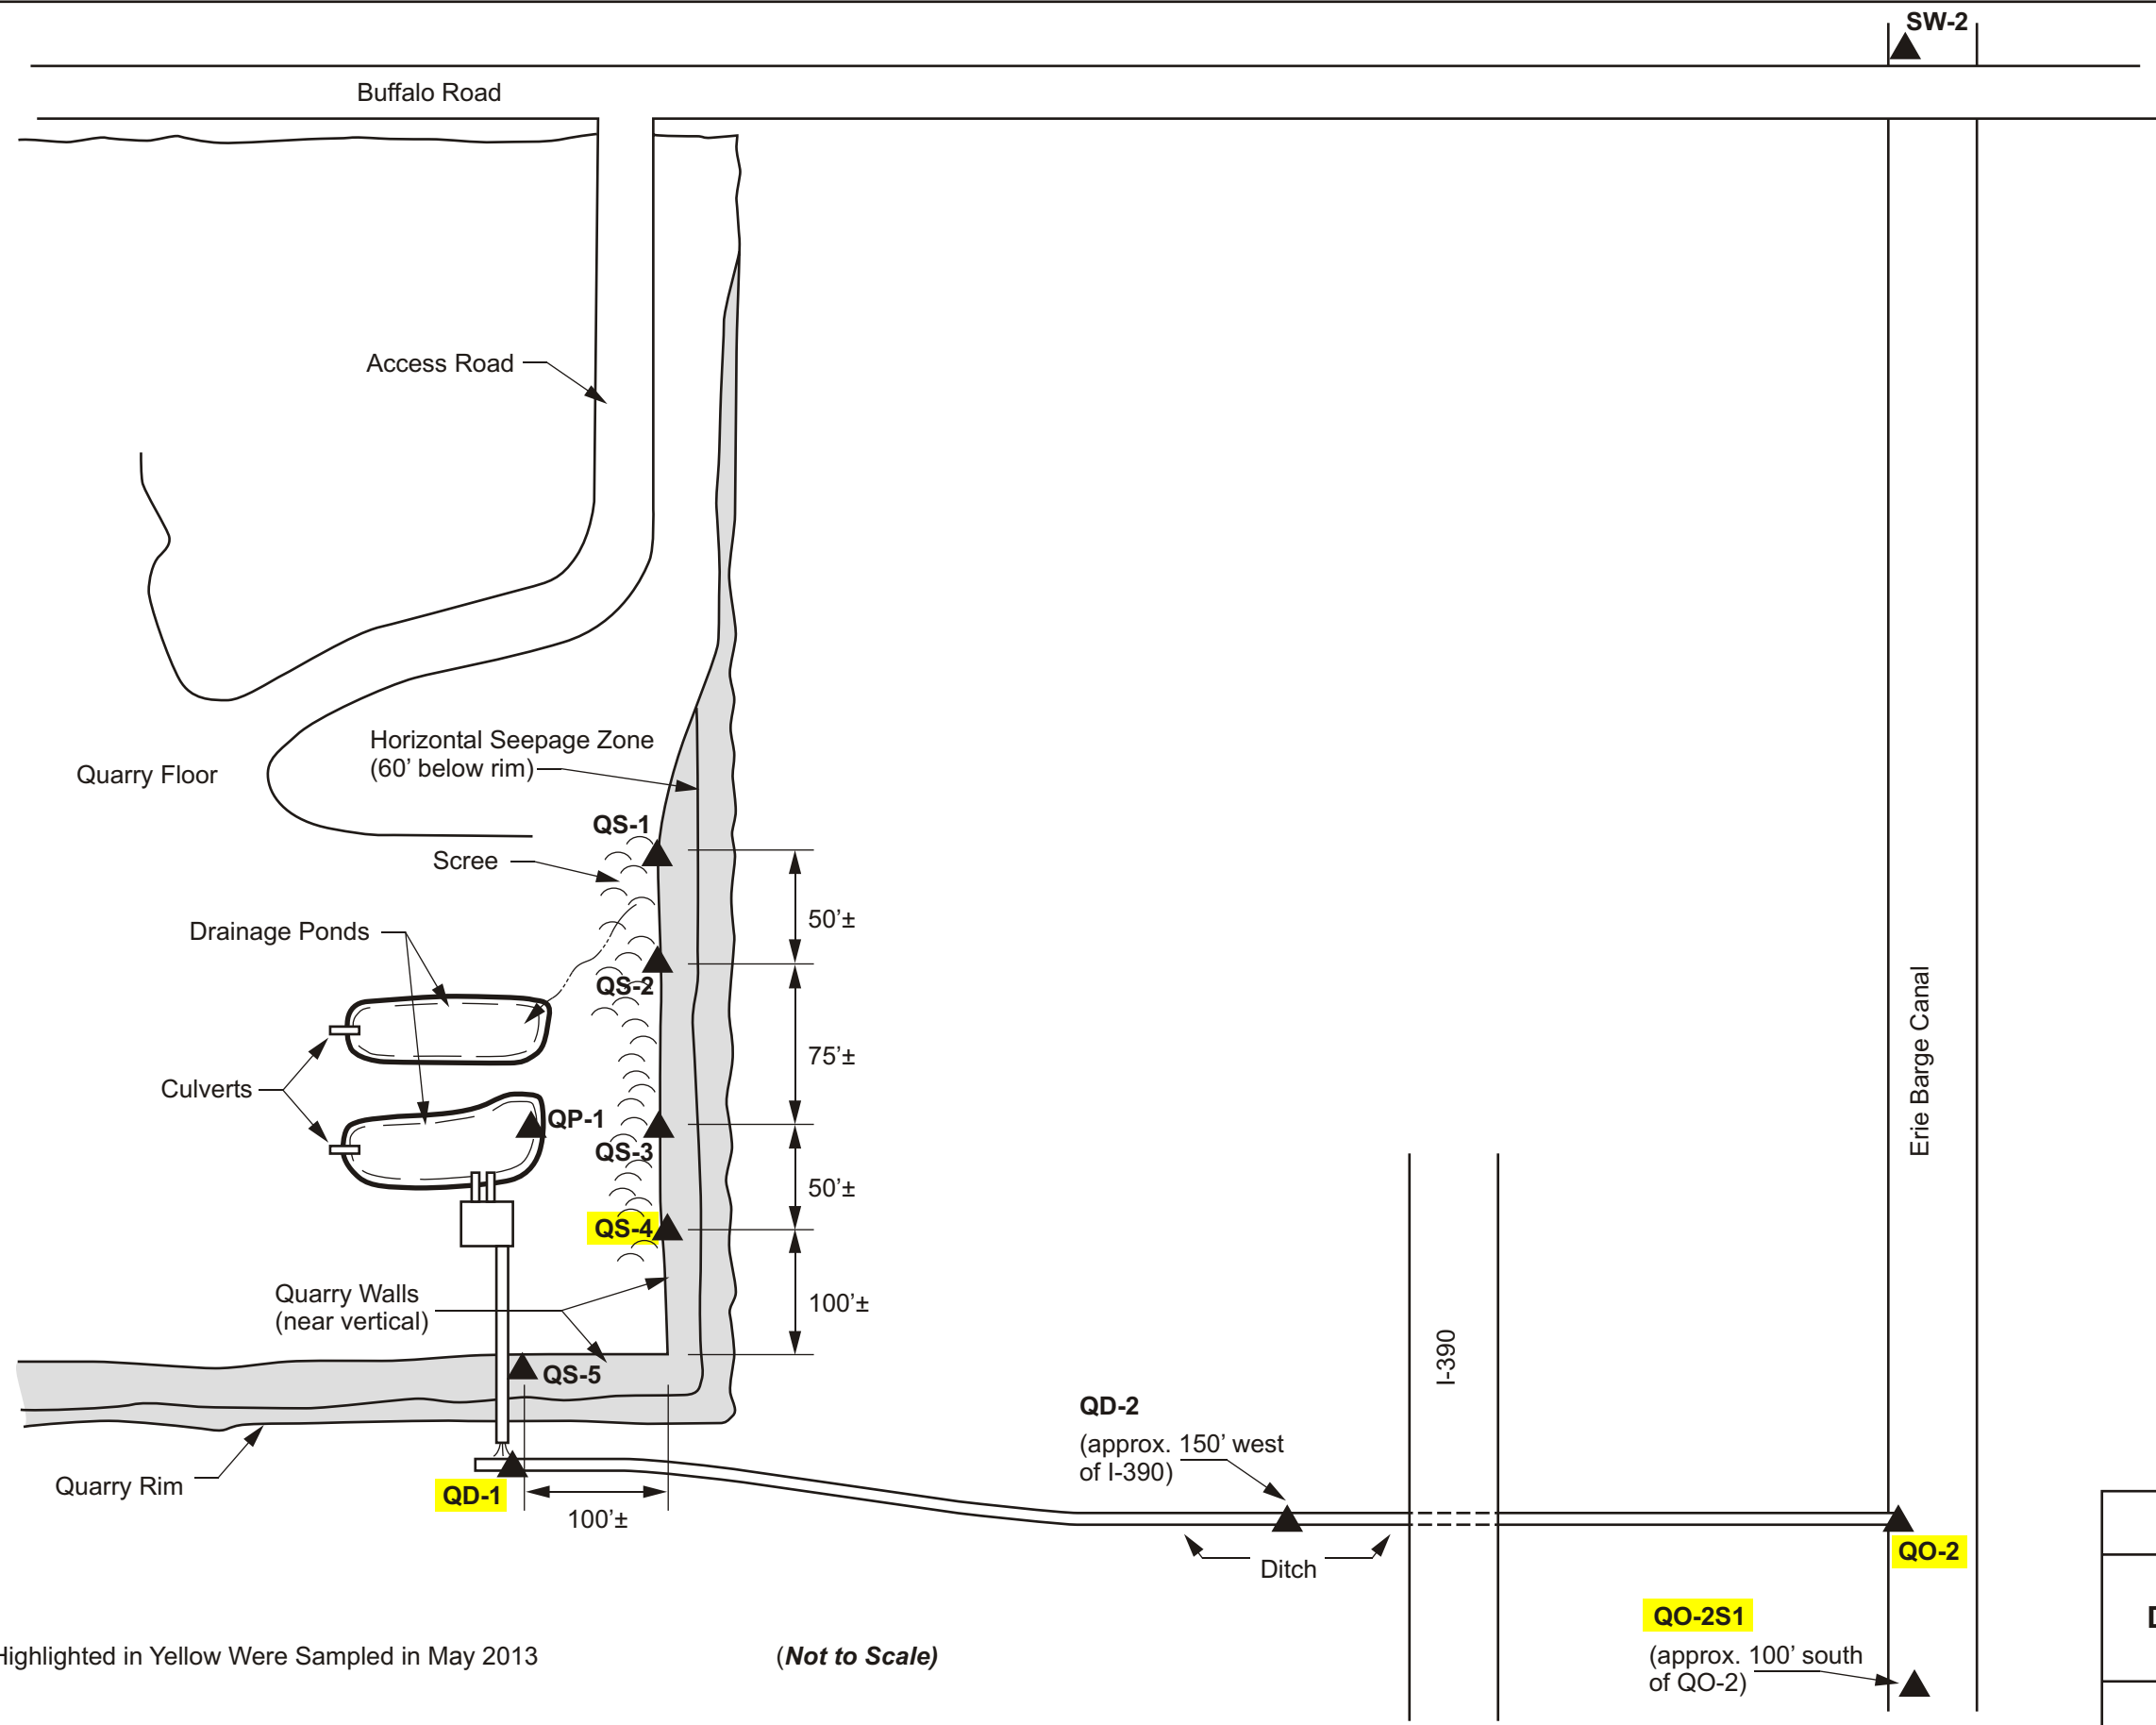 SW-2
Buffalo Road
Access Road
Horizontal Seepage Zone
(60' below rim)
Quarry Floor
QS-1
Scree
50'±
Drainage Ponds
QS-2
75'±
Erie Barge Canal
Culverts
QP-1
QS-3
50'±
QS-4
Quarry Walls
(near vertical)
100'±
I-390
QS-5
QD-2
(approx. 150' west
of I-390)
Quarry Rim
QD-1
100'±
Ditch
QO-2
QO-2S1
(approx. 100' south
of QO-2)
Highlighted in Yellow Were Sampled in May 2013
(Not to Scale)